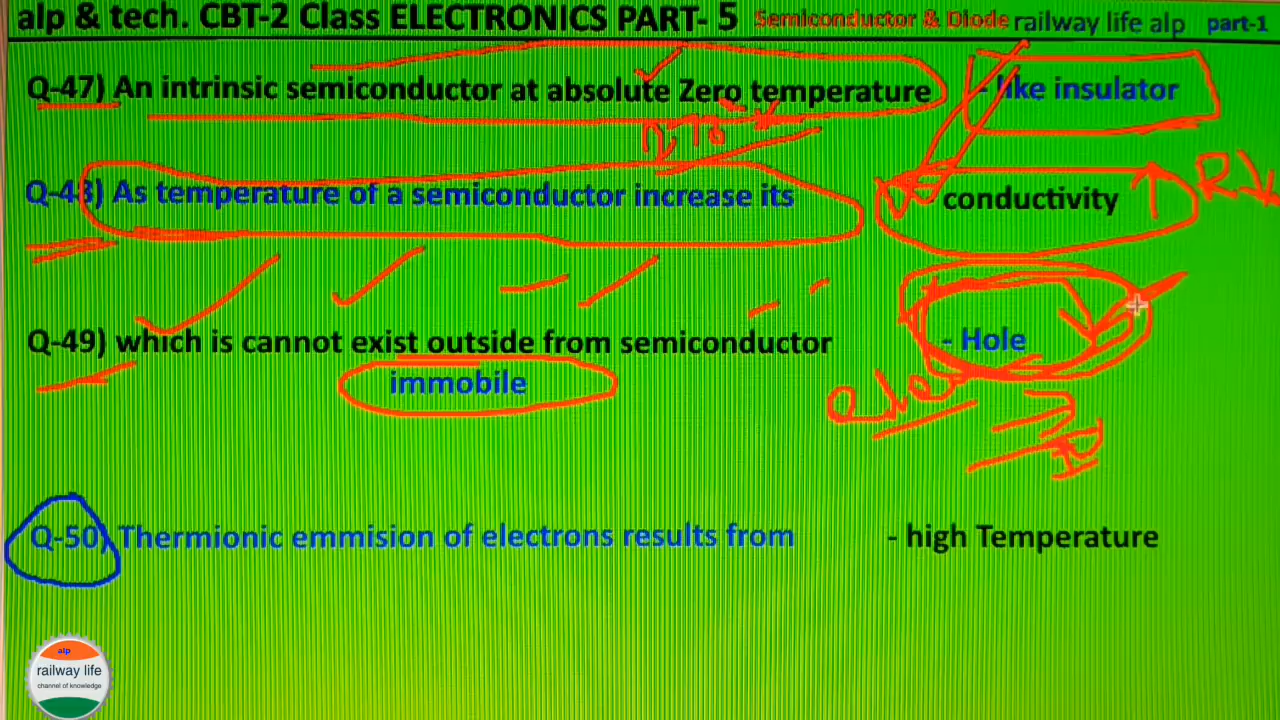 alp & tech. CBT-2 Class ELECTRONICS PART- 5 Semiconductor & Diode railway life alp part-1
Q-47) An intrinsic semiconductor at absolute Zero temperature - like insulator
Q-48) As temperature of a semiconductor increase its conductivity ↑ R↓
Q-49) which is cannot exist outside from semiconductor - Hole
immobile
Q-50) Thermionic emmision of electrons results from - high Temperature
alp
railway life
channel of knowledge